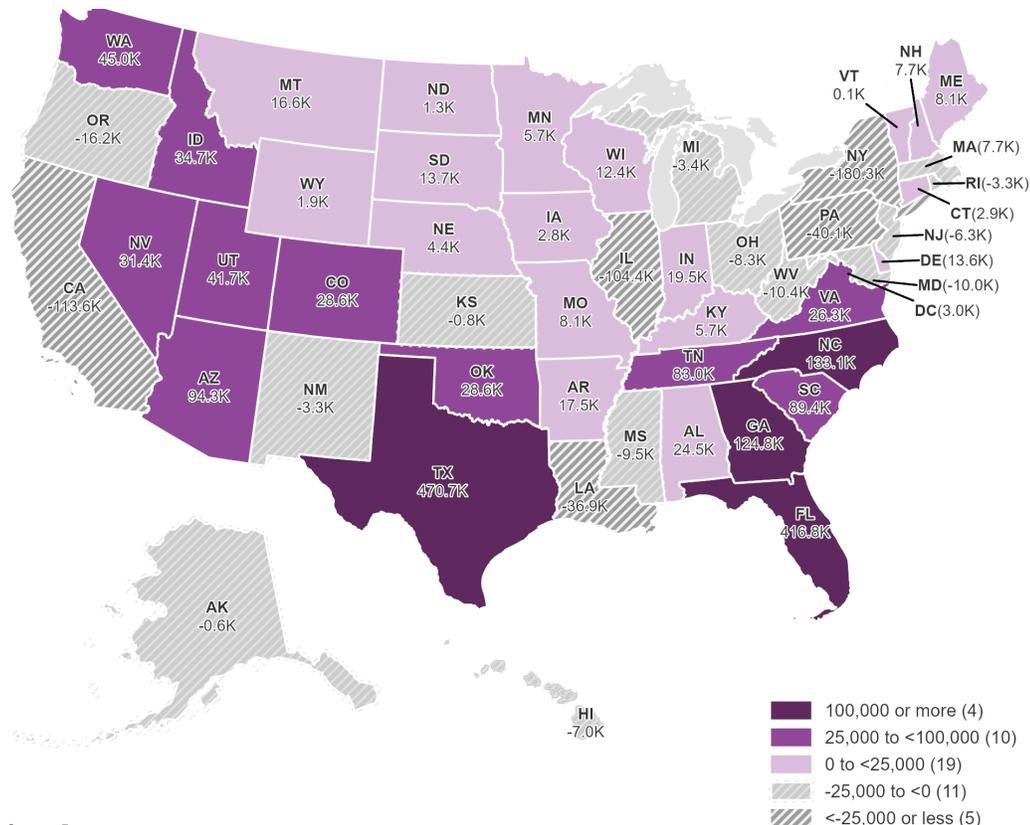 WA
45.0K
MT
16.6K
ND
1.3K
MN
5.7K
VT
0.1K
NH
7.7K
ME
8.1K
OR
-16.2K
ID
34.7K
SD
13.7K
WI
12.4K
MI
-3.4K
NY
-180.3K
MA(7.7K)
RI(-3.3K)
CT(2.9K)
NJ(-6.3K)
DE(13.6K)
MD(-10.0K)
DC(3.0K)
WY
1.9K
NE
4.4K
IA
2.8K
PA
-40.1K
NV
31.4K
UT
41.7K
CO
28.6K
CA
-113.6K
KS
-0.8K
MO
8.1K
IL
-104.4K
IN
19.5K
OH
-8.3K
WV
-10.4K
VA
26.3K
KY
5.7K
NC
133.1K
TN
83.0K
SC
89.4K
AZ
94.3K
NM
-3.3K
OK
28.6K
AR
17.5K
MS
-9.5K
AL
24.5K
GA
124.8K
TX
470.7K
LA
-36.9K
FL
416.8K
AK
-0.6K
HI
-7.0K
100,000 or more (4)
25,000 to <100,000 (10)
0 to <25,000 (19)
-25,000 to <0 (11)
<-25,000 or less (5)